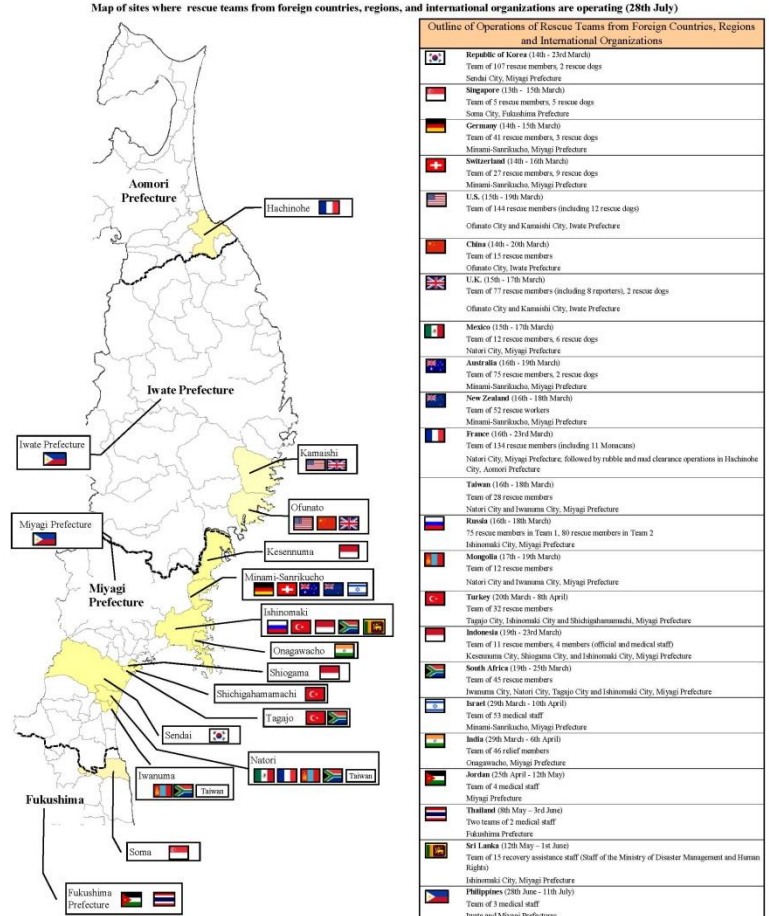 Map of sites where rescue teams from foreign countries, regions, and international organizations are operating (28th July)
Aomori
Prefecture
Hachinohe
Iwate Prefecture
Iwate Prefecture
Kamaishi
Ofunato
Miyagi Prefecture
Kesennuma
Miyagi
Prefecture
Minami-Sanrikucho
Ishinomaki
Onagawacho
Shiogama
Shichigahamamachi
Tagajo
Sendai
Natori
Taiwan
Iwanuma
Taiwan
Fukushima
Soma
Fukushima
Prefecture
Outline of Operations of Rescue Teams from Foreign Countries, Regions
and International Organizations
Republic of Korea (14th - 23rd March)
Team of 107 rescue members, 2 rescue dogs
Sendai City, Miyagi Prefecture
Singapore (13th - 15th March)
Team of 5 rescue members, 5 rescue dogs
Soma City, Fukushima Prefecture
Germany (14th - 15th March)
Team of 41 rescue members, 3 rescue dogs
Minami-Sanrikucho, Miyagi Prefecture
Switzerland (14th - 16th March)
Team of 27 rescue members, 9 rescue dogs
Minami-Sanrikucho, Miyagi Prefecture
U.S. (15th - 19th March)
Team of 144 rescue members (including 12 rescue dogs)
Ofunato City and Kamaishi City, Iwate Prefecture
China (14th - 20th March)
Team of 15 rescue members
Ofunato City, Iwate Prefecture
U.K. (15th - 17th March)
Team of 77 rescue members (including 8 reporters), 2 rescue dogs
Ofunato City and Kamaishi City, Iwate Prefecture
Mexico (15th - 17th March)
Team of 12 rescue members, 6 rescue dogs
Natori City, Miyagi Prefecture
Australia (16th - 19th March)
Team of 75 rescue members, 2 rescue dogs
Minami-Sanrikucho, Miyagi Prefecture
New Zealand (16th - 18th March)
Team of 52 rescue workers
Minami-Sanrikucho, Miyagi Prefecture
France (16th - 23rd March)
Team of 134 rescue members (including 11 Monacans)
Natori City, Miyagi Prefecture; followed by rubble and mud clearance operations in Hachinohe
City, Aomori Prefecture
Taiwan (16th - 18th March)
Team of 28 rescue members
Natori City and Iwanuma City, Miyagi Prefecture
Russia (16th - 18th March)
75 rescue members in Team 1, 80 rescue members in Team 2
Ishinomaki City, Miyagi Prefecture
Mongolia (17th - 19th March)
Team of 12 rescue members
Natori City and Iwanuma City, Miyagi Prefecture
Turkey (20th March - 8th April)
Team of 32 rescue members
Tagajo City, Ishinomaki City and Shichigahamamachi, Miyagi Prefecture
Indonesia (19th - 23rd March)
Team of 11 rescue members, 4 members (official and medical staff)
Kesennuma City, Shiogama City, and Ishinomaki City, Miyagi Prefecture
South Africa (19th - 25th March)
Team of 45 rescue members
Iwanuma City, Natori City, Tagajo City and Ishinomaki City, Miyagi Prefecture
Israel (29th March - 10th April)
Team of 53 medical staff
Minami-Sanrikucho, Miyagi Prefecture
India (29th March - 6th April)
Team of 46 relief members
Onagawacho, Miyagi Prefecture
Jordan (25th April - 12th May)
Team of 4 medical staff
Miyagi Prefecture
Thailand (8th May – 3rd June)
Two teams of 2 medical staff
Fukushima Prefecture
Sri Lanka (12th May – 1st June)
Team of 15 recovery assistance staff (Staff of the Ministry of Disaster Management and Human
Rights)
Ishinomaki City, Miyagi Prefecture
Philippines (28th June - 11th July)
Team of 3 medical staff
Iwate and Miyagi Prefectures